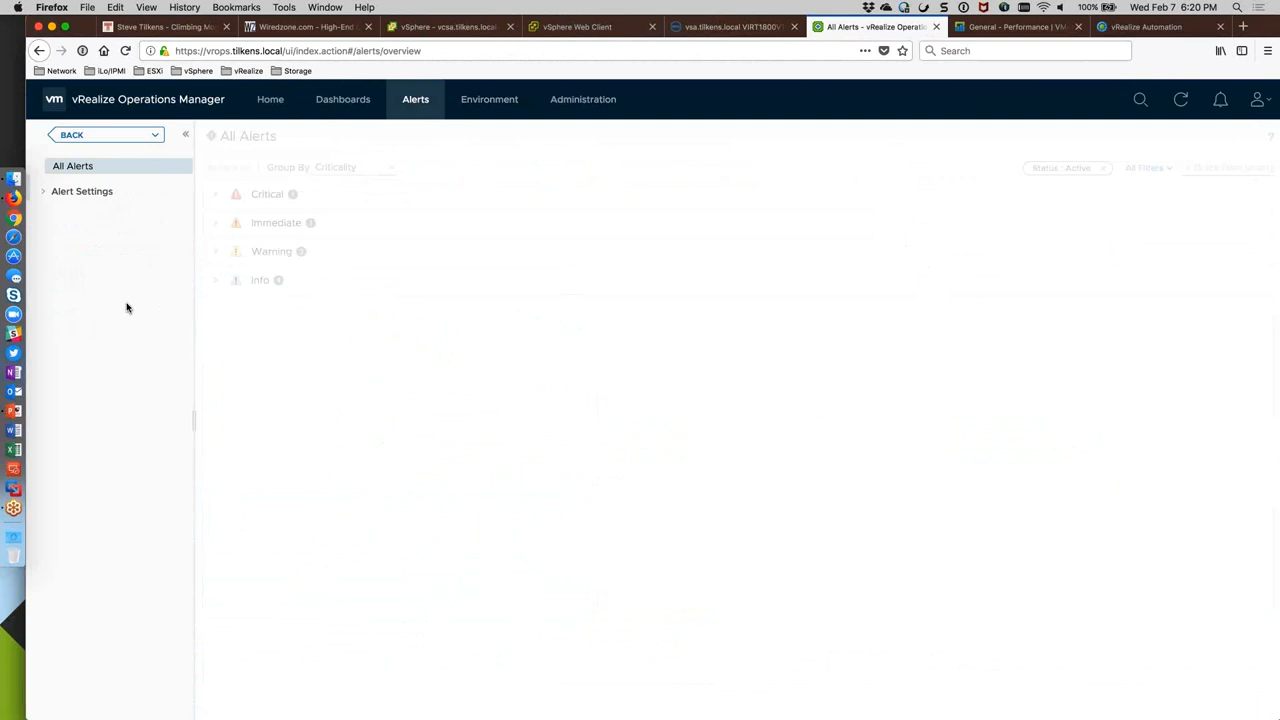 Firefox File Edit View History Bookmarks Tools Window Help 100% Wed Feb 7 6:20 PM
Steve Tilkens – Climbing Mo Wiredzone.com - High-End vSphere – vcsa.tilkens.local vSphere Web Client vsa.tilkens.local VIRT1800V All Alerts - vRealize Operatio General - Performance | VM vRealize Automation
https://vrops.tilkens.local/ui/index.action#/alerts/overview Search
Network iLo/IPMI ESXi vSphere vRealize Storage
vm vRealize Operations Manager Home Dashboards Alerts Environment Administration
BACK
All Alerts ?
All Alerts
Group By Criticality Status : Active All Filters
Alert Settings
Critical
Immediate
Warning
Info